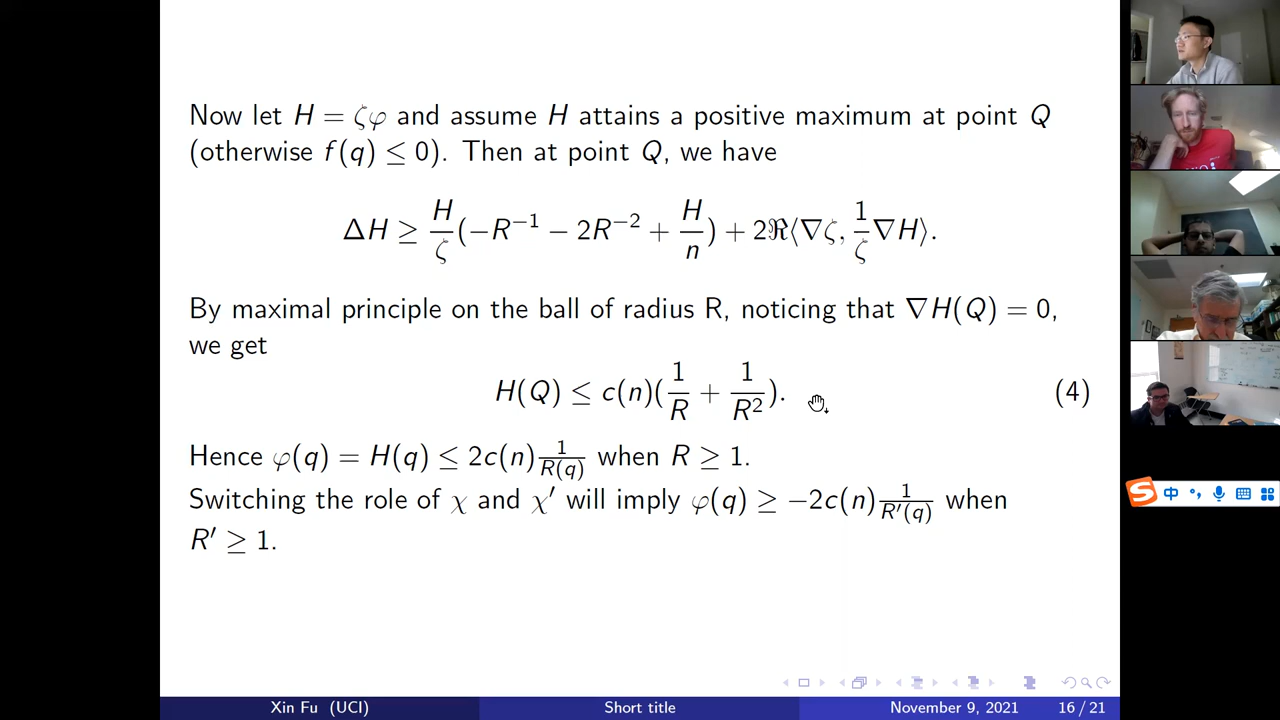 Now let H = ζφ and assume H attains a positive maximum at point Q
(otherwise f(q) ≤ 0). Then at point Q, we have
ΔH ≥ H/ζ (−R⁻¹ − 2R⁻² + H/n) + 2ℜ⟨∇ζ, 1/ζ ∇H⟩.
By maximal principle on the ball of radius R, noticing that ∇H(Q) = 0,
we get
H(Q) ≤ c(n)(1/R + 1/R²). (4)
Hence φ(q) = H(q) ≤ 2c(n) 1/R(q) when R ≥ 1.
Switching the role of χ and χ′ will imply φ(q) ≥ −2c(n) 1/R′(q) when
R′ ≥ 1.
Xin Fu (UCI) Short title November 9, 2021 16 / 21
S 中